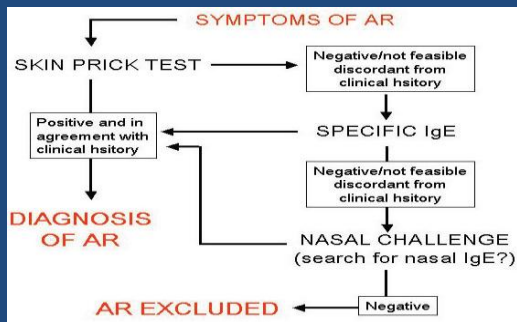 SYMPTOMS OF AR
SKIN PRICK TEST
Negative/not feasible
discordant from
clinical hsitory
Positive and in
agreement with
clinical hsitory
SPECIFIC IgE
Negative/not feasible
discordant from
clinical hsitory
DIAGNOSIS
OF AR
NASAL CHALLENGE
(search for nasal IgE?)
AR EXCLUDED
Negative